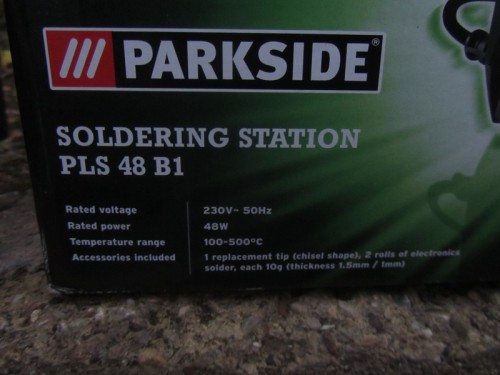 PARKSIDE®
SOLDERING STATION
PLS 48 B1
Rated voltage 230V~ 50Hz
Rated power 48W
Temperature range 100-500ºC
Accessories included 1 replacement tip (chisel shape), 2 rolls of electronics
solder, each 10g (thickness 1.5mm / 1mm)